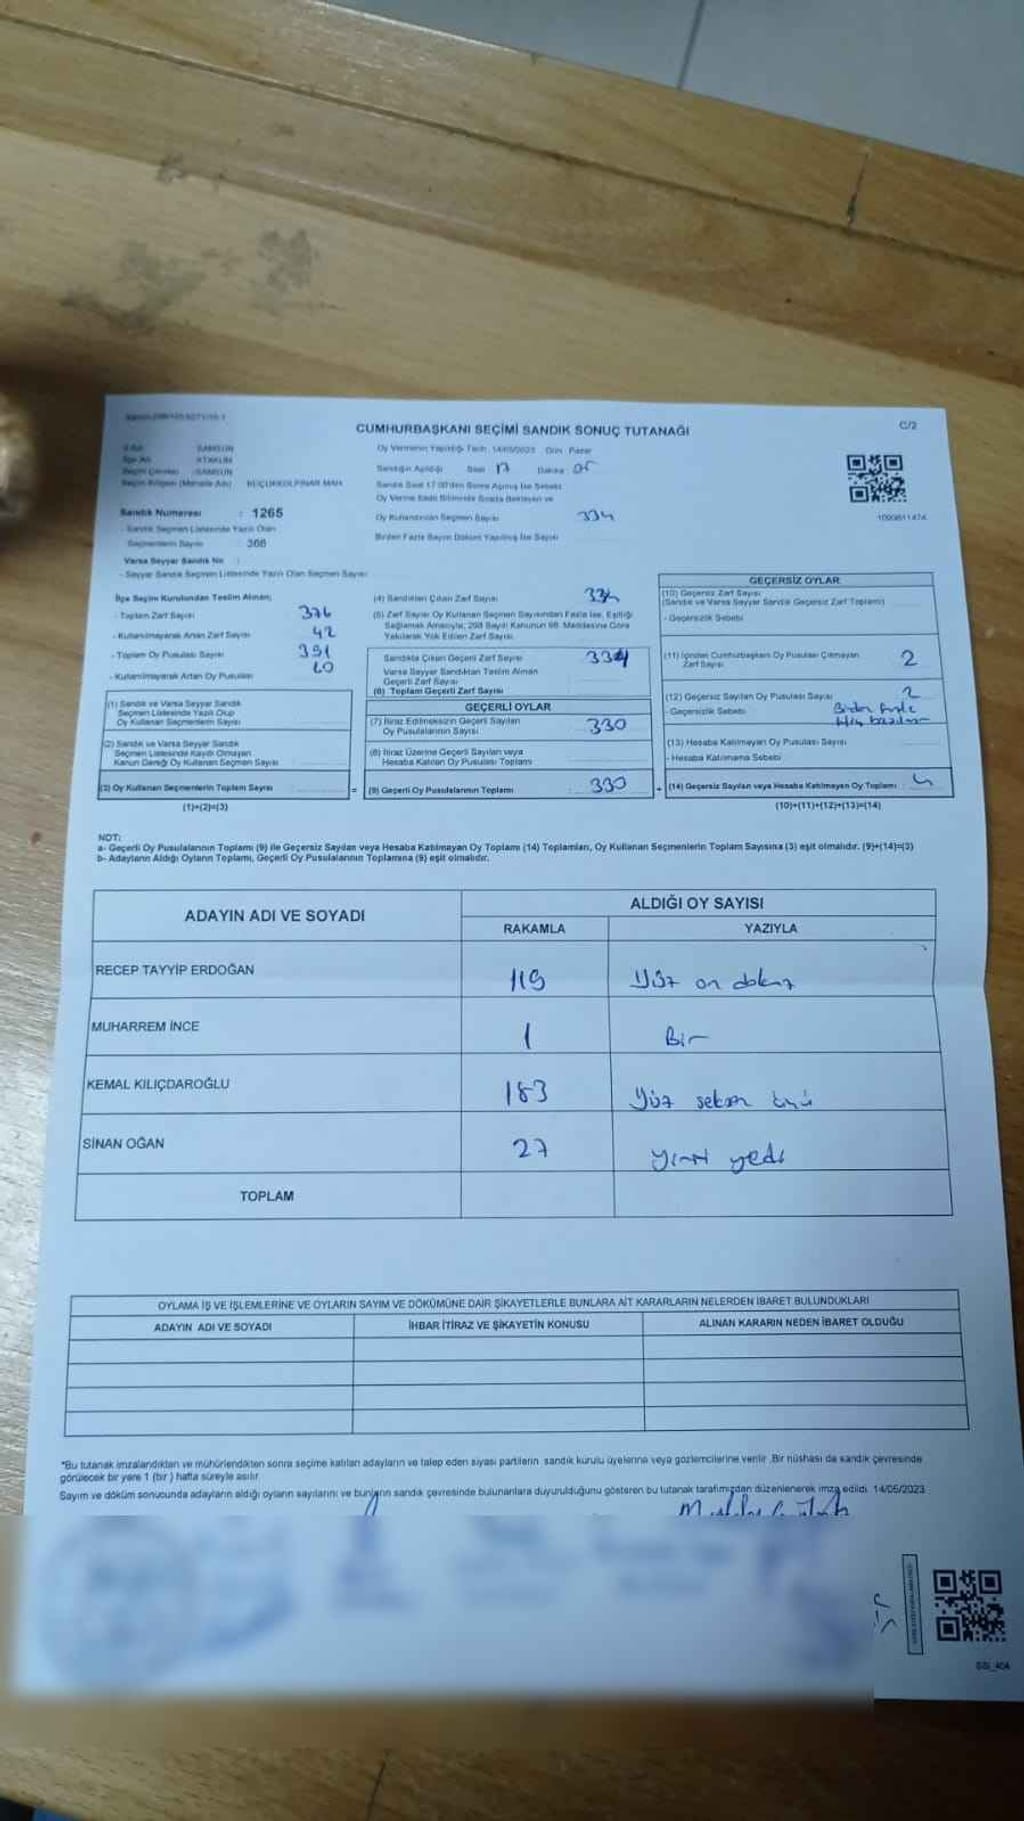 CUMHURBAŞKANI SEÇİMİ SANDIK SONUÇ TUTANAĞI
C/2
SAMSUN
Oy Vermenin Yapıldığı Tarih 14/05/2023 Günü Pazar
ATAKUM
SAMSUN
Sandığın Açıldığı Saat 17 Dakika 05
Seçim Bölgesi (Mahalle Adı) KÜÇÜKKOLPINAR MAH.
Sandık Saat 17:00'den Sonra Açılmış İse Sebebi
Oy Verme Saati Bitiminde Sırada Bekleyen ve
Sandık Numarası : 1265
Oy Kullandırılan Seçmen Sayısı 334
1090811474
- Sandık Seçmen Listesinde Yazılı Olan
Seçmenlerin Sayısı 368
Birden Fazla Sayım Döküm Yapılmış İse Sayısı
Varsa Seyyar Sandık No :
- Seyyar Sandık Seçmen Listesinde Yazılı Olan Seçmen Sayısı
İlçe Seçim Kurulundan Teslim Alınan;
- Toplam Zarf Sayısı 376
- Kullanılmayarak Artan Zarf Sayısı 42
- Toplam Oy Pusulası Sayısı 391
- Kullanılmayarak Artan Oy Pusulası
(1) Sandık ve Varsa Seyyar Sandık
Seçmen Listesinde Yazılı Olup
Oy Kullanan Seçmenlerin Sayısı
(2) Sandık ve Varsa Seyyar Sandık
Seçmen Listesinde Kayıtlı Olmayan
Kanun Gereği Oy Kullanan Seçmen Sayısı
(3) Oy Kullanan Seçmenlerin Toplam Sayısı =
(1)+(2)=(3)
(4) Sandıktan Çıkan Zarf Sayısı 334
(5) Zarf Sayısı Oy Kullanan Seçmen Sayısından Fazla İse, Eşitliği
Sağlamak Amacıyla, 298 Sayılı Kanunun 98. Maddesine Göre
Yakılarak Yok Edilen Zarf Sayısı
Sandıkta Çıkan Geçerli Zarf Sayısı 334
Varsa Seyyar Sandıktan Teslim Alınan
Geçerli Zarf Sayısı
(6) Toplam Geçerli Zarf Sayısı
GEÇERLİ OYLAR
(7) İtiraz Edilmeksizin Geçerli Sayılan
Oy Pusulalarının Sayısı : 330
(8) İtiraz Üzerine Geçerli Sayılan veya
Hesaba Katılan Oy Pusulası Toplamı
(9) Geçerli Oy Pusulalarının Toplamı : 330 +
GEÇERSİZ OYLAR
(10) Geçersiz Zarf Sayısı
(Sandık ve Varsa Seyyar Sandık Geçersiz Zarf Toplamı)
- Geçersizlik Sebebi
(11) İçinden Cumhurbaşkanı Oy Pusulası Çıkmayan
Zarf Sayısı 2
(12) Geçersiz Sayılan Oy Pusulası Sayısı 2
- Geçersizlik Sebebi Birden fazla
(13) Hesaba Katılmayan Oy Pusulası Sayısı
- Hesaba Katılmama Sebebi
(14) Geçersiz Sayılan veya Hesaba Katılmayan Oy Toplamı : 4
(10)+(11)+(12)+(13)=(14)
NOT:
a- Geçerli Oy Pusulalarının Toplamı (9) ile Geçersiz Sayılan veya Hesaba Katılmayan Oy Toplamı (14) Toplamları, Oy Kullanan Seçmenlerin Toplam Sayısına (3) eşit olmalıdır. (9)+(14)=(3)
b- Adayların Aldığı Oyların Toplamı, Geçerli Oy Pusulalarının Toplamına (9) eşit olmalıdır.
ADAYIN ADI VE SOYADI
ALDIĞI OY SAYISI
RAKAMLA YAZIYLA
RECEP TAYYİP ERDOĞAN 119 Yüz on dokuz
MUHARREM İNCE 1 Bir
KEMAL KILIÇDAROĞLU 183 Yüz seksen üç
SİNAN OĞAN 27 Yirmi yedi
TOPLAM
OYLAMA İŞ VE İŞLEMLERİNE VE OYLARIN SAYIM VE DÖKÜMÜNE DAİR ŞİKAYETLERLE BUNLARA AİT KARARLARIN NELERDEN İBARET BULUNDUKLARI
ADAYIN ADI VE SOYADI İHBAR İTİRAZ VE ŞİKAYETİN KONUSU ALINAN KARARIN NEDEN İBARET OLDUĞU
*Bu tutanak imzalandıktan ve mühürlendikten sonra seçime katılan adayların ve talep eden siyasi partilerin sandık kurulu üyelerine veya gözlemcilerine verilir. Bir nüshası da sandık çevresinde
görülecek bir yere 1 (bir) hafta süreyle asılır.
Sayım ve döküm sonucunda adayların aldığı oyların sayılarını ve bunların sandık çevresinde bulunanlara duyurulduğunu gösteren bu tutanak tarafımızdan düzenlenerek imza edildi. 14/05/2023